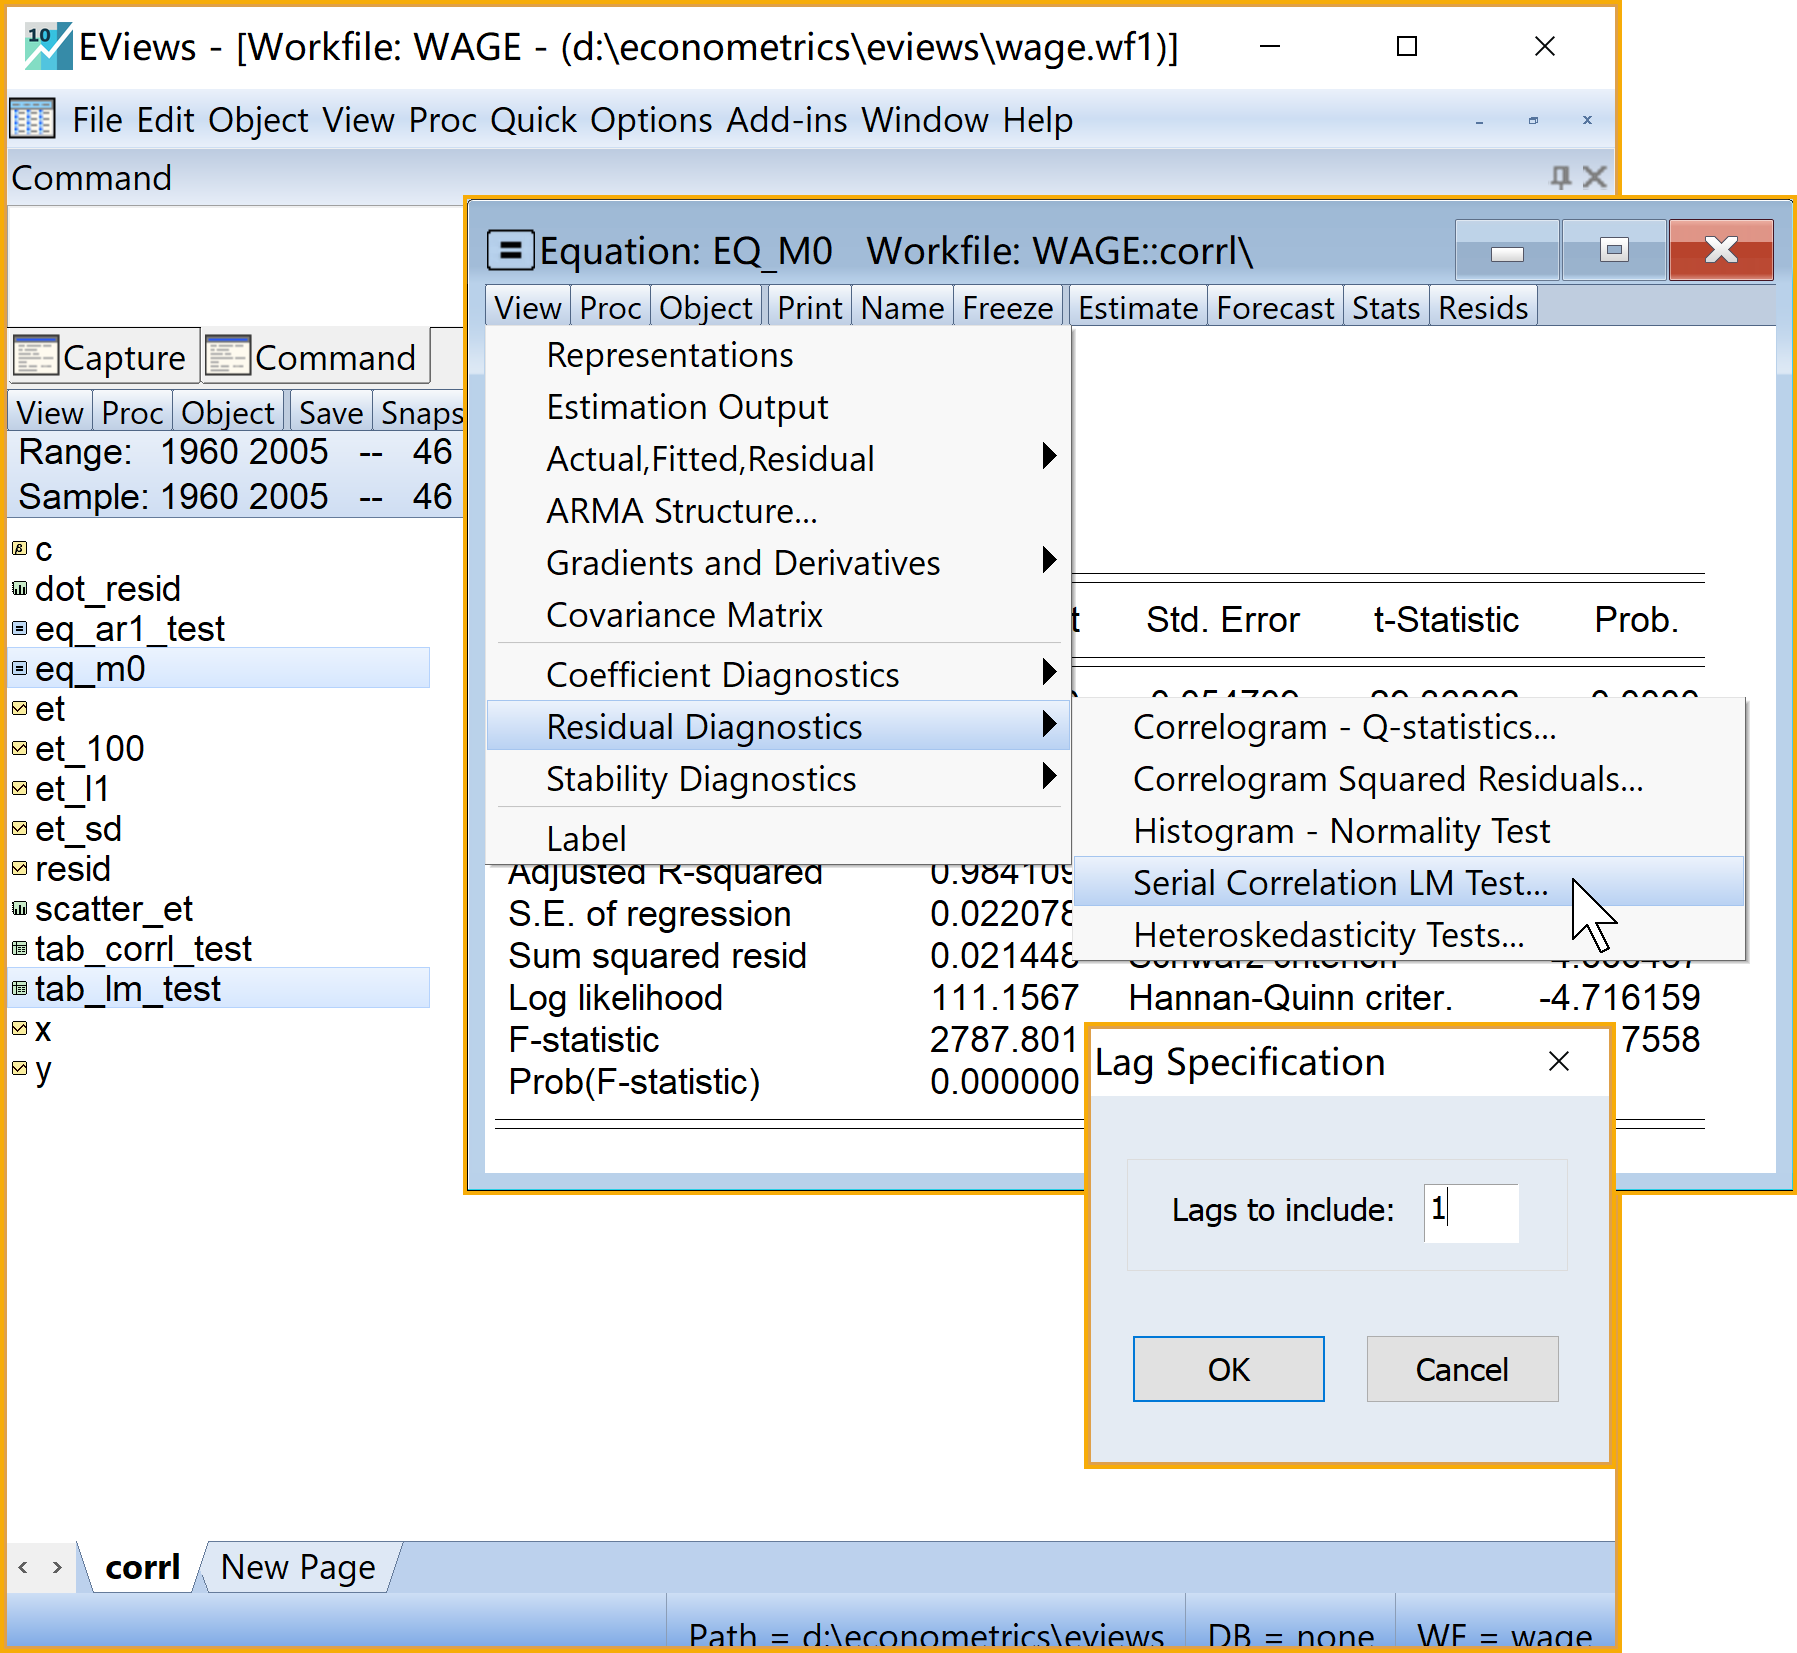 10 EViews - [Workfile: WAGE - (d:\econometrics\eviews\wage.wf1)]
File Edit Object View Proc Quick Options Add-ins Window Help
Command
Capture Command
View Proc Object Save Snaps
Range: 1960 2005 -- 46
Sample: 1960 2005 -- 46
c
dot_resid
eq_ar1_test
eq_m0
et
et_100
et_l1
et_sd
resid
scatter_et
tab_corrl_test
tab_lm_test
x
y
Equation: EQ_M0 Workfile: WAGE::corrl\
View Proc Object Print Name Freeze Estimate Forecast Stats Resids
Representations
Estimation Output
Actual,Fitted,Residual
ARMA Structure...
Gradients and Derivatives
Covariance Matrix
Coefficient Diagnostics
Residual Diagnostics
Stability Diagnostics
Label
t Std. Error t-Statistic Prob.
Correlogram - Q-statistics...
Correlogram Squared Residuals...
Histogram - Normality Test
Serial Correlation LM Test...
Heteroskedasticity Tests...
Adjusted R-squared 0.984109
S.E. of regression 0.022078
Sum squared resid 0.021448 Schwarz criterion
Log likelihood 111.1567 Hannan-Quinn criter. -4.716159
F-statistic 2787.801 7558
Prob(F-statistic) 0.000000
Lag Specification
Lags to include: 1
OK Cancel
corrl New Page
Path = d:\econometrics\eviews DB = none WF = wage